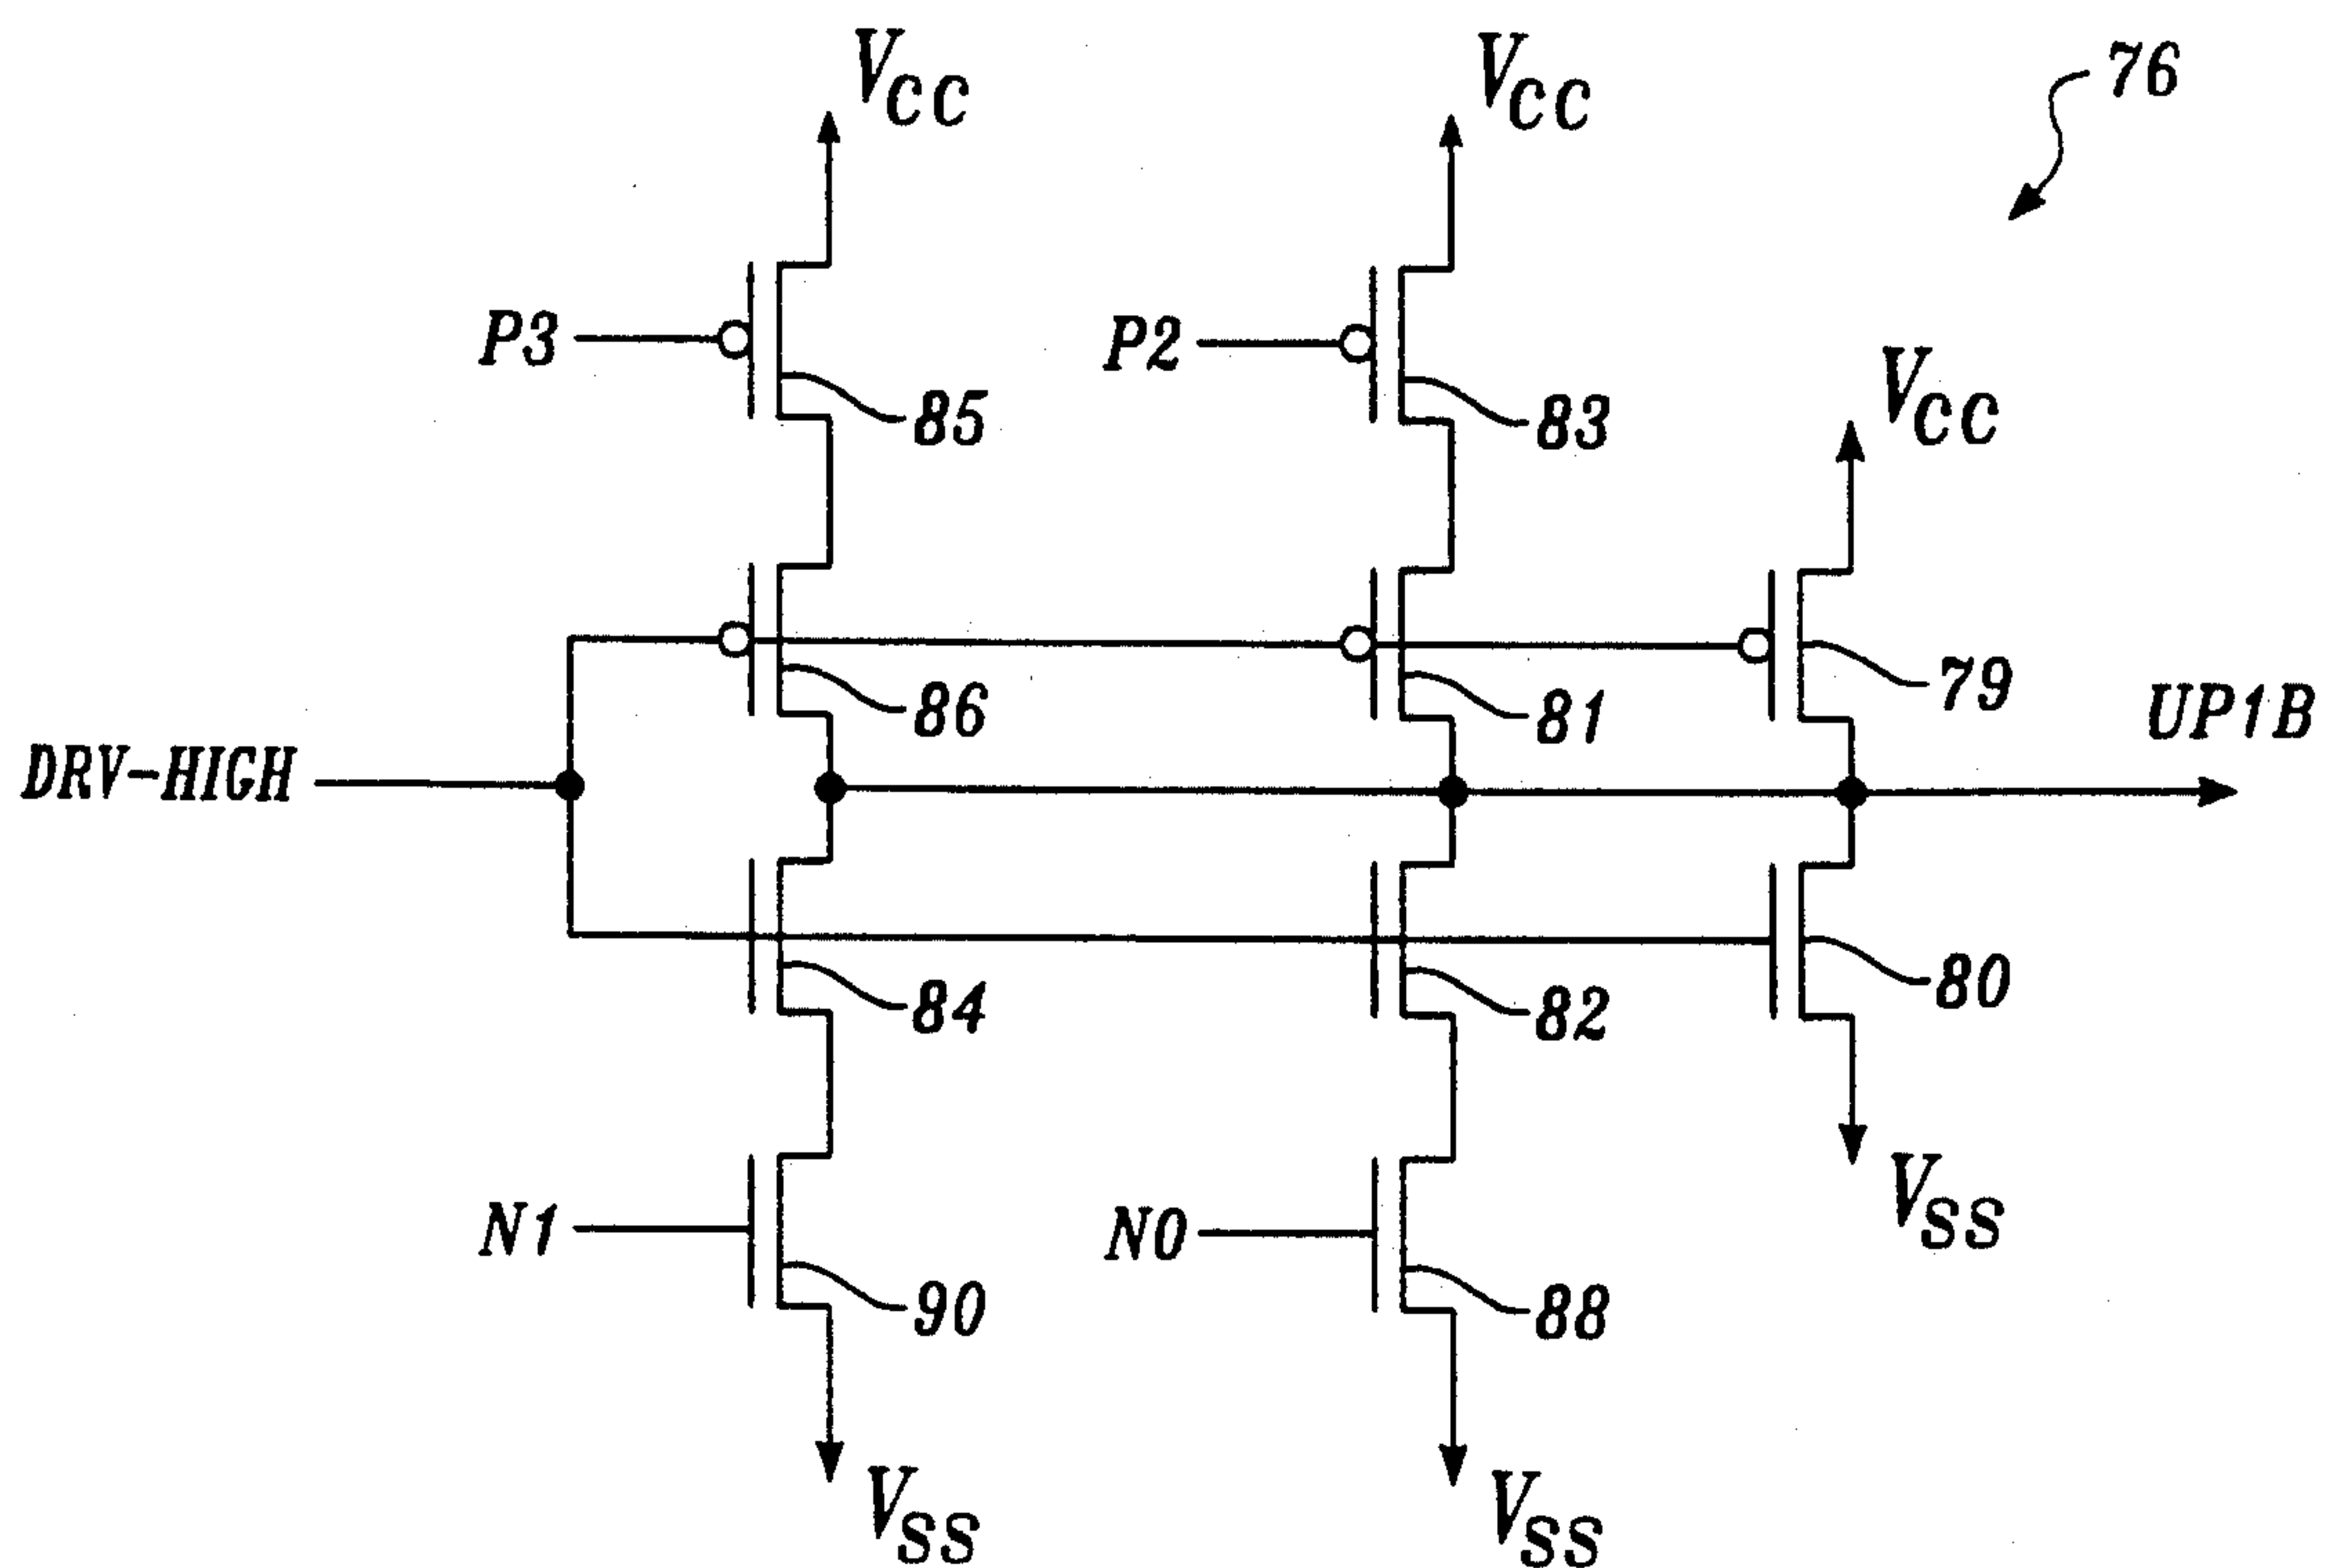 76
VCC
VCC
P3
P2
85
83
VCC
86
81
79
UP1B
DRV-HIGH
84
82
80
N1
N0
VSS
90
88
VSS
VSS